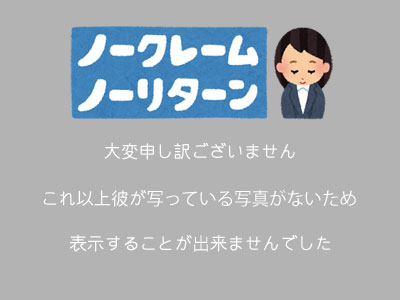 ノークレーム
ノーリターン
大変申し訳ございません
これ以上彼が写っている写真がないため
表示することが出来ませんでした